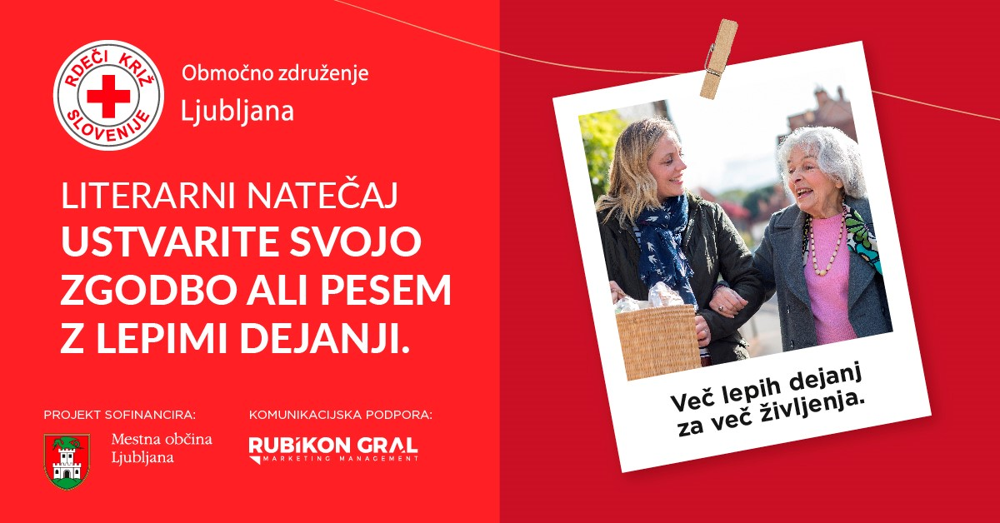 RDEČI KRIŽ
SLOVENIJE
Območno združenje
Ljubljana
LITERARNI NATEČAJ
USTVARITE SVOJO
ZGODBO ALI PESEM
Z LEPIMI DEJANJI.
PROJEKT SOFINANCIRA:
Mestna občina
Ljubljana
KOMUNIKACIJSKA PODPORA:
RUBIKON GRAL
MARKETING MANAGEMENT
Več lepih dejanj
za več življenja.